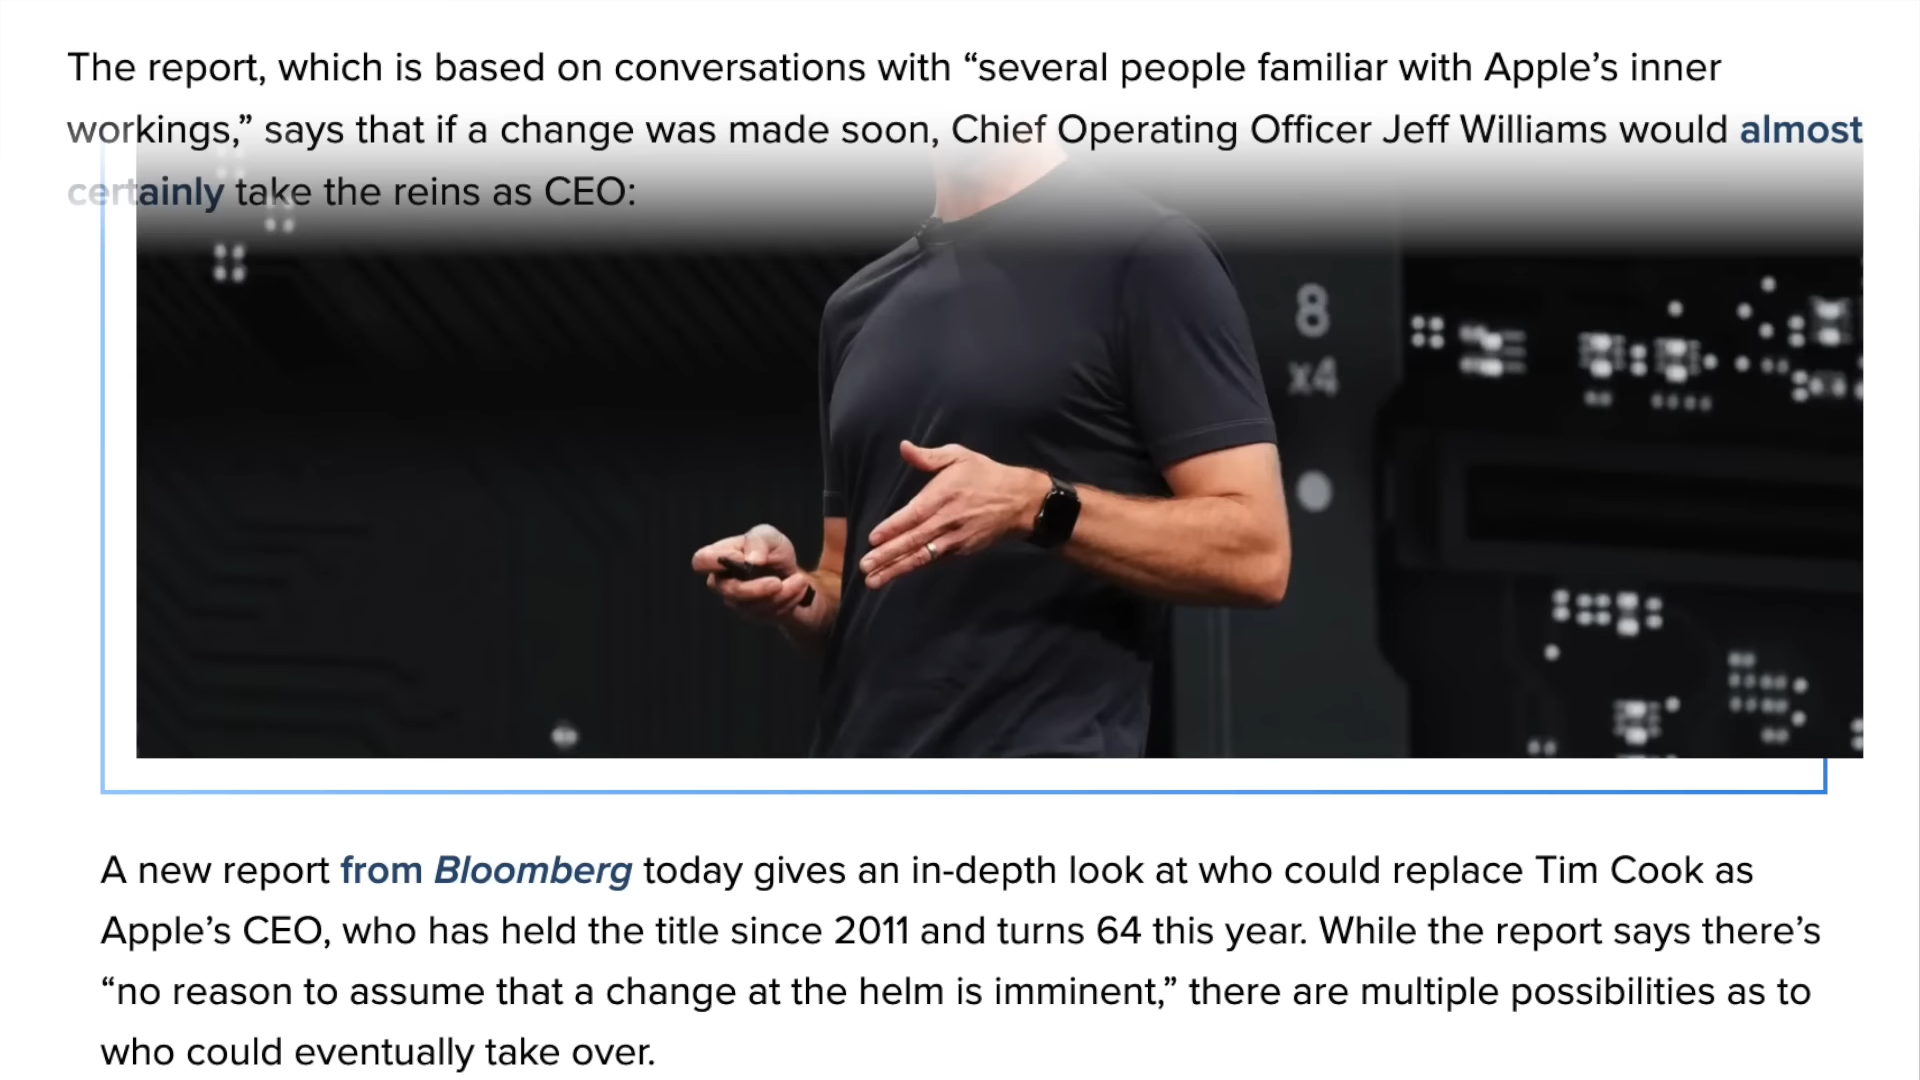 The report, which is based on conversations with “several people familiar with Apple’s inner
workings,” says that if a change was made soon, Chief Operating Officer Jeff Williams would almost
certainly take the reins as CEO:
8
x4
A new report from Bloomberg today gives an in-depth look at who could replace Tim Cook as
Apple’s CEO, who has held the title since 2011 and turns 64 this year. While the report says there’s
“no reason to assume that a change at the helm is imminent,” there are multiple possibilities as to
who could eventually take over.